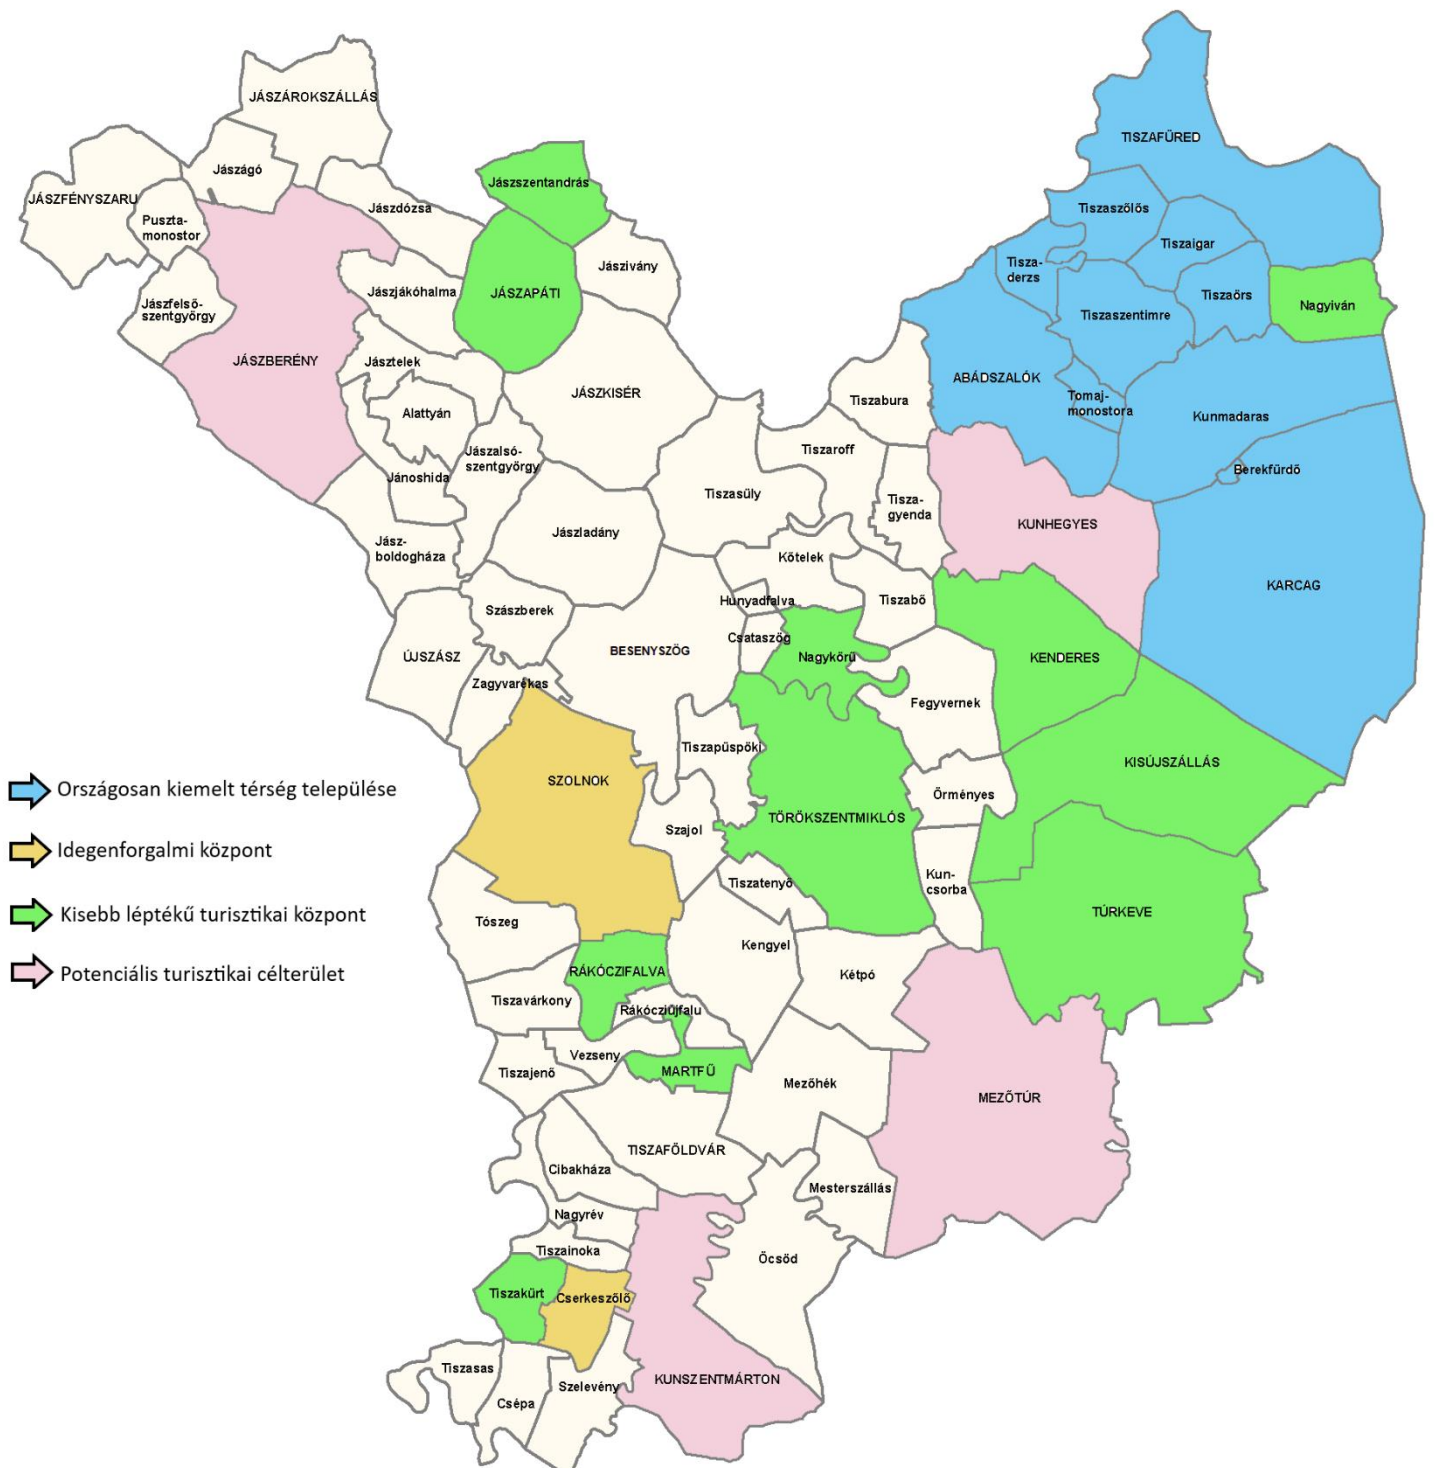 JÁSZÁROKSZÁLLÁS
TISZAFÜRED
Jászágó
Jászszentandrás
JÁSZFÉNYSZARU
Jászdózsa
Tiszaszőlős
Puszta-
monostor
Tiszaigar
Tisza-
derzs
Jászivány
Jászjákóhalma
JÁSZAPÁTI
Tiszaörs
Nagyiván
Jászfelső-
szentgyörgy
Tiszaszentimre
JÁSZBERÉNY
Jásztelek
ABÁDSZALÓK
JÁSZKISÉR
Tomaj-
monostora
Tiszabura
Alattyán
Kunmadaras
Jászalsó-
szentgyörgy
Tiszaroff
Berekfürdő
Jánoshida
Tiszasüly
Tisza-
gyenda
KUNHEGYES
Jászladány
Jász-
boldogháza
Kőtelek
KARCAG
Hunyadfalva
Tiszabő
Szászberek
Csataszög
BESENYSZÖG
ÚJSZÁSZ
Nagykörű
KENDERES
Zagyvarékas
Fegyvernek
Tiszapüspöki
KISÚJSZÁLLÁS
SZOLNOK
Országosan kiemelt térség települése
Örményes
TÖRÖKSZENTMIKLÓS
Szajol
Idegenforgalmi központ
Kun-
csorba
Tiszatenyő
TÚRKEVE
Kisebb léptékű turisztikai központ
Tószeg
Kengyel
Potenciális turisztikai célterület
RÁKÓCZIFALVA
Kétpó
Tiszavárkony
Rákócziújfalu
Vezseny
Tiszajenő
MARTFŰ
Mezőhék
MEZŐTÚR
TISZAFÖLDVÁR
Cibakháza
Mesterszállás
Nagyrév
Tiszainoka
Öcsöd
Tiszakürt
Cserkeszőlő
Tiszasas
KUNSZENTMÁRTON
Szelevény
Csépa